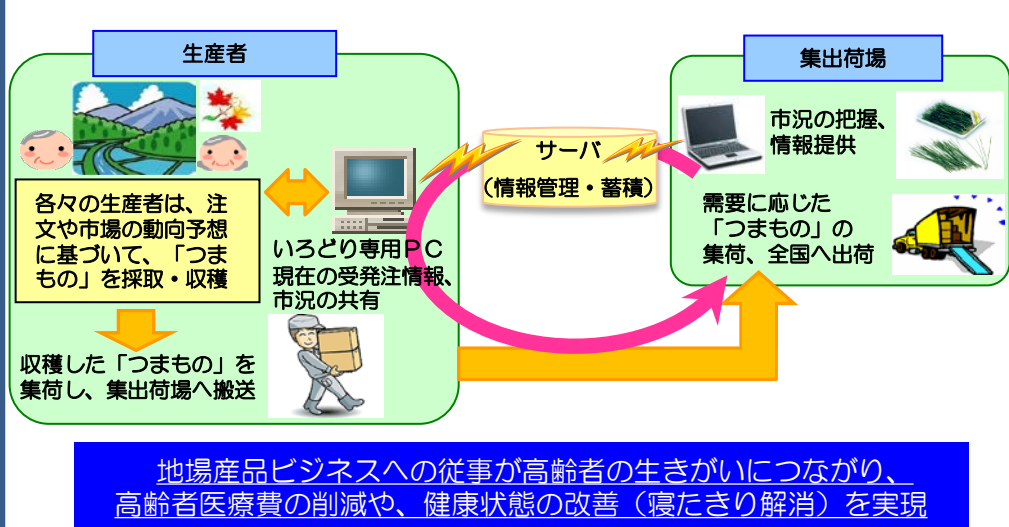 生産者
各々の生産者は、注
文や市場の動向予想
に基づいて、「つま
もの」を採取・収穫
いろどり専用PC
現在の受発注情報、
市況の共有
収穫した「つまもの」を
集荷し、集出荷場へ搬送
サーバ
(情報管理・蓄積)
集出荷場
市況の把握、
情報提供
需要に応じた
「つまもの」の
集荷、全国へ出荷
地場産品ビジネスへの従事が高齢者の生きがいにつながり、
高齢者医療費の削減や、健康状態の改善（寝たきり解消）を実現